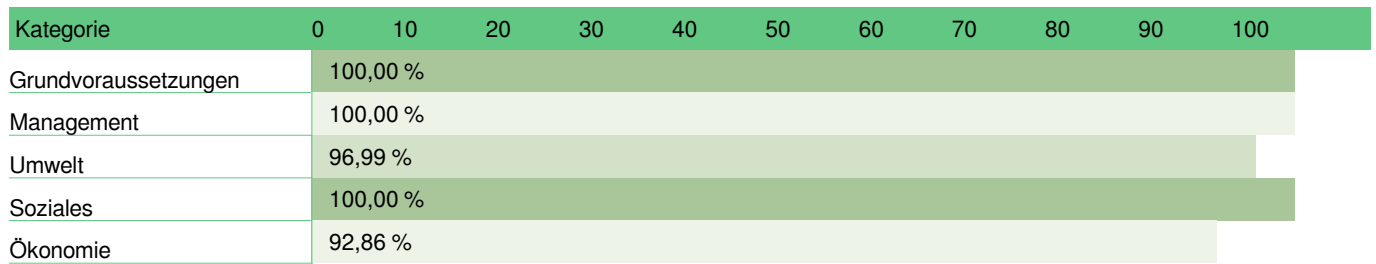 Kategorie 0 10 20 30 40 50 60 70 80 90 100
Grundvoraussetzungen 100,00 %
Management 100,00 %
Umwelt 96,99 %
Soziales 100,00 %
Ökonomie 92,86 %